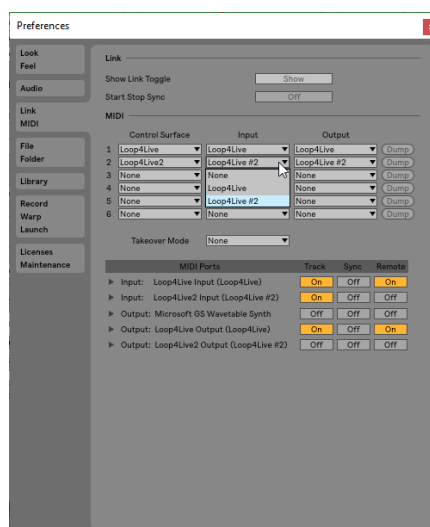 Preferences
Look
Feel
Audio
Link
MIDI
File
Folder
Library
Record
Warp
Launch
Licenses
Maintenance
Link
Show Link Toggle Show
Start Stop Sync Off
MIDI
Control Surface Input Output
1 Loop4Live Loop4Live Loop4Live Dump
2 Loop4Live2 Loop4Live #2 Loop4Live #2 Dump
3 None None None Dump
4 None Loop4Live None Dump
5 None Loop4Live #2 None Dump
6 None None None Dump
Takeover Mode None
MIDI Ports Track Sync Remote
Input: Loop4Live Input (Loop4Live) On Off On
Input: Loop4Live2 Input (Loop4Live #2) On Off Off
Output: Microsoft GS Wavetable Synth Off Off Off
Output: Loop4Live Output (Loop4Live) On Off On
Output: Loop4Live2 Output (Loop4Live #2) Off Off Off